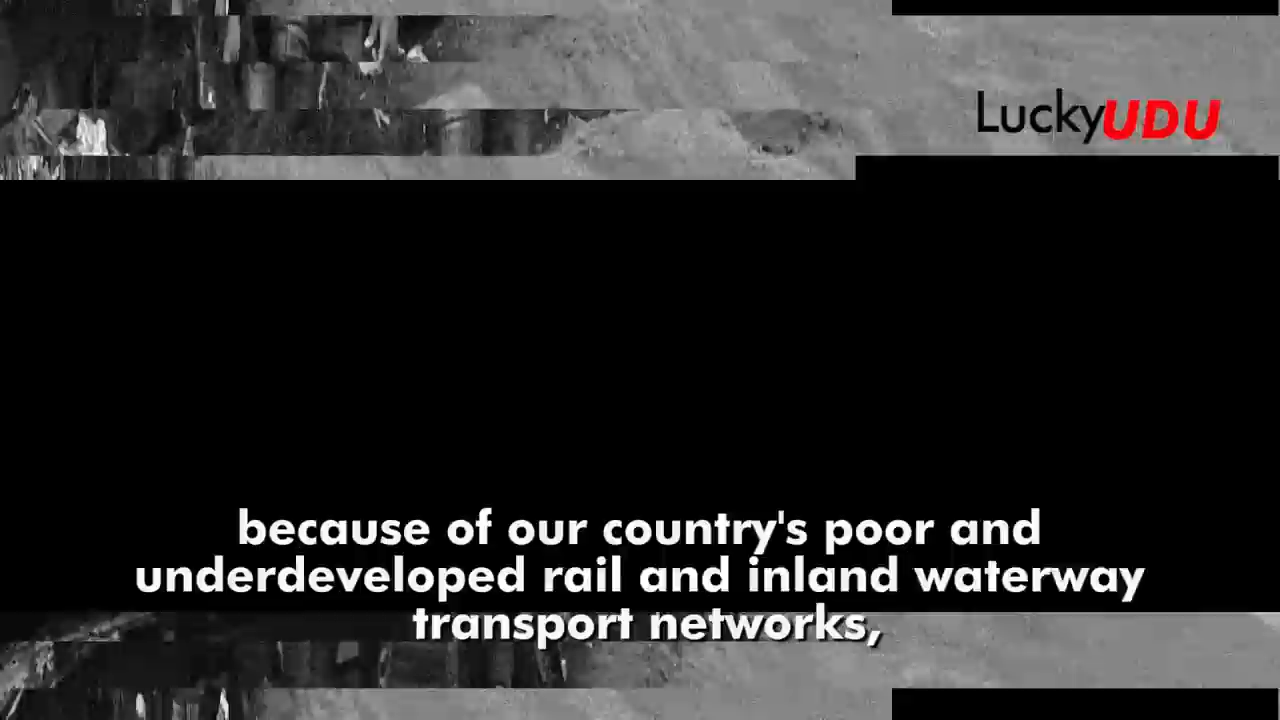 LuckyUDU
because of our country's poor and
underdeveloped rail and inland waterway
transport networks,